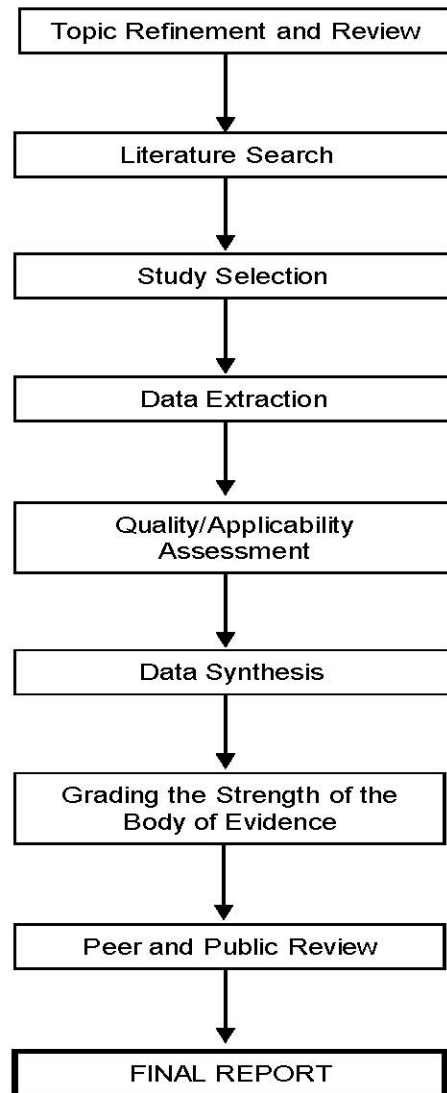 Topic Refinement and Review
Literature Search
Study Selection
Data Extraction
Quality/Applicability
Assessment
Data Synthesis
Grading the Strength of the
Body of Evidence
Peer and Public Review
FINAL REPORT